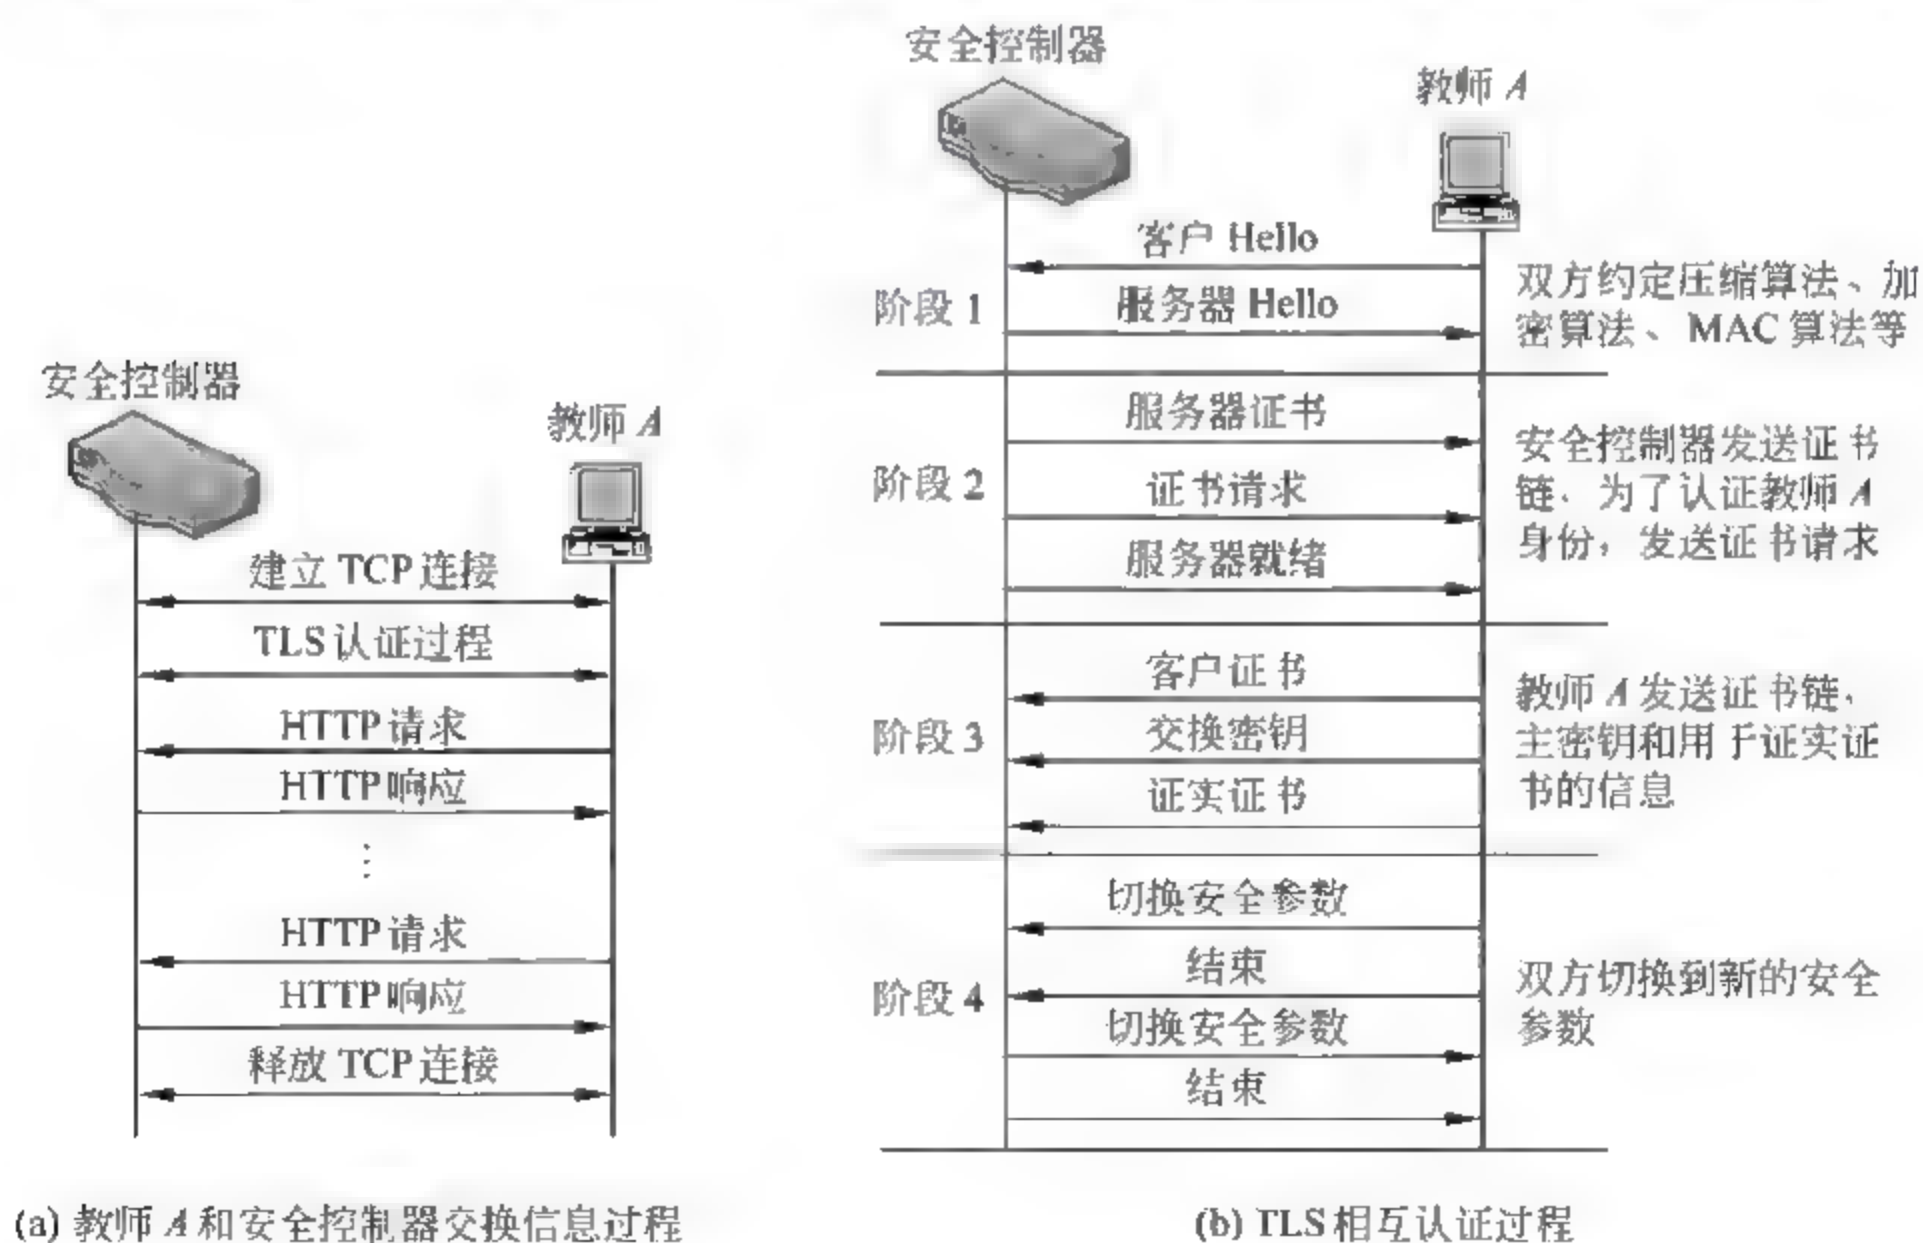 安全控制器
教师 A
建立 TCP 连接
TLS 认证过程
HTTP 请求
HTTP 响应
⋮
HTTP 请求
HTTP 响应
释放 TCP 连接
(a) 教师 A 和安全控制器交换信息过程
安全控制器
教师 A
客户 Hello
阶段 1
服务器 Hello
双方约定压缩算法、加
密算法、MAC 算法等
服务器证书
阶段 2
证书请求
服务器就绪
安全控制器发送证书
链,为了认证教师 A
身份,发送证书请求
客户证书
阶段 3
交换密钥
证实证书
教师 A 发送证书链,
主密钥和用于证实证
书的信息
切换安全参数
结束
阶段 4
切换安全参数
结束
双方切换到新的安全
参数
(b) TLS 相互认证过程